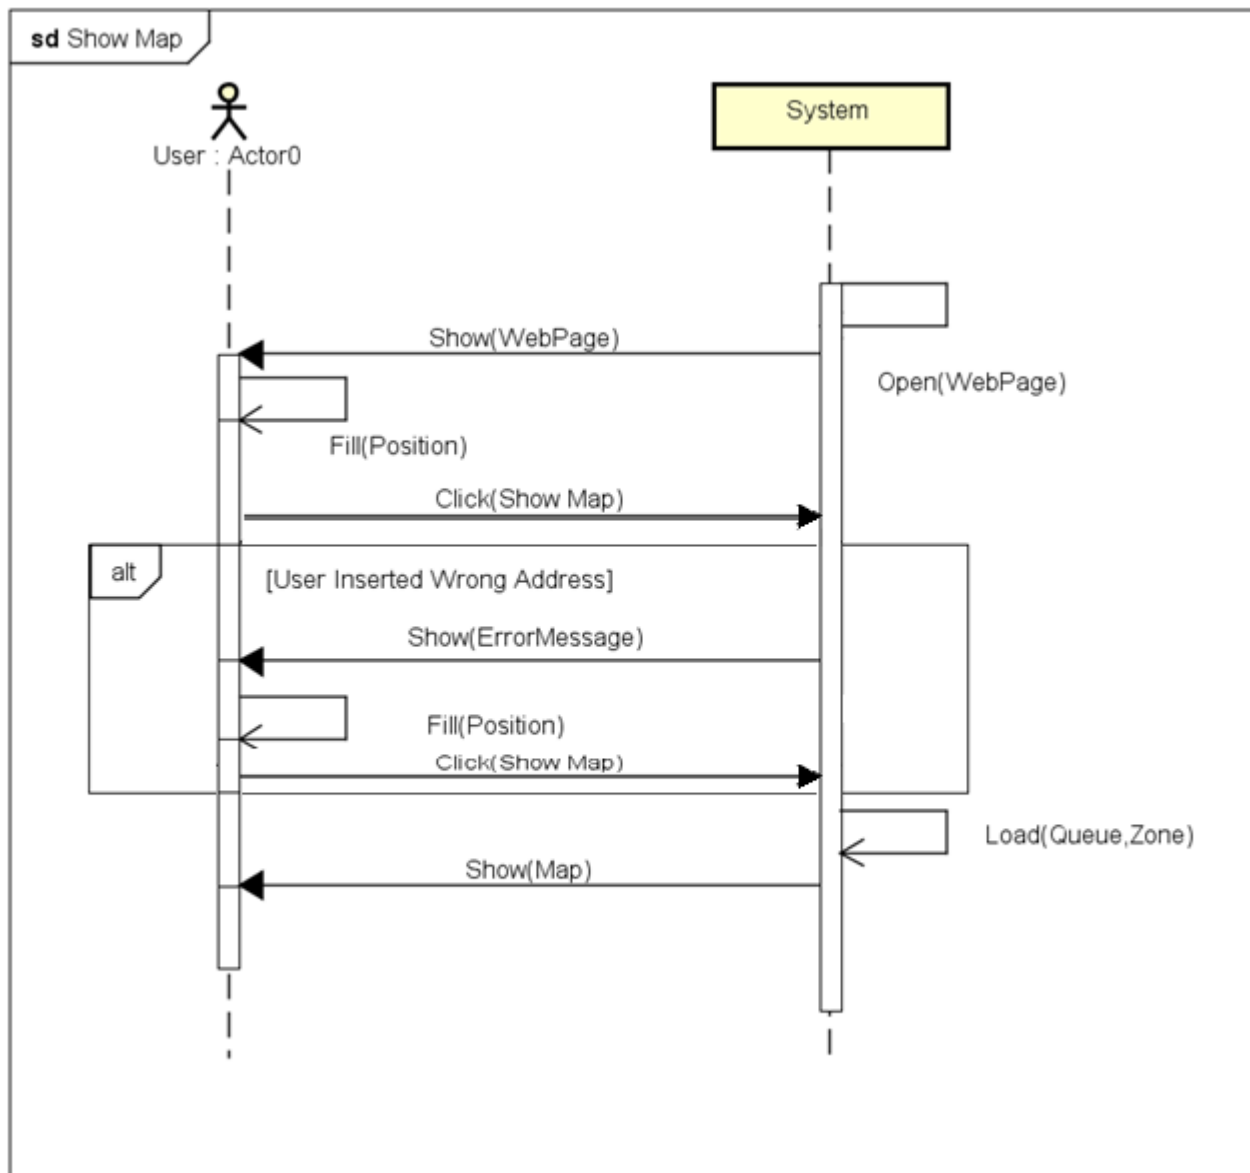 sd Show Map
User : Actor0
System
Show(WebPage)
Open(WebPage)
Fill(Position)
Click(Show Map)
alt
[User Inserted Wrong Address]
Show(ErrorMessage)
Fill(Position)
Click(Show Map)
Load(Queue,Zone)
Show(Map)